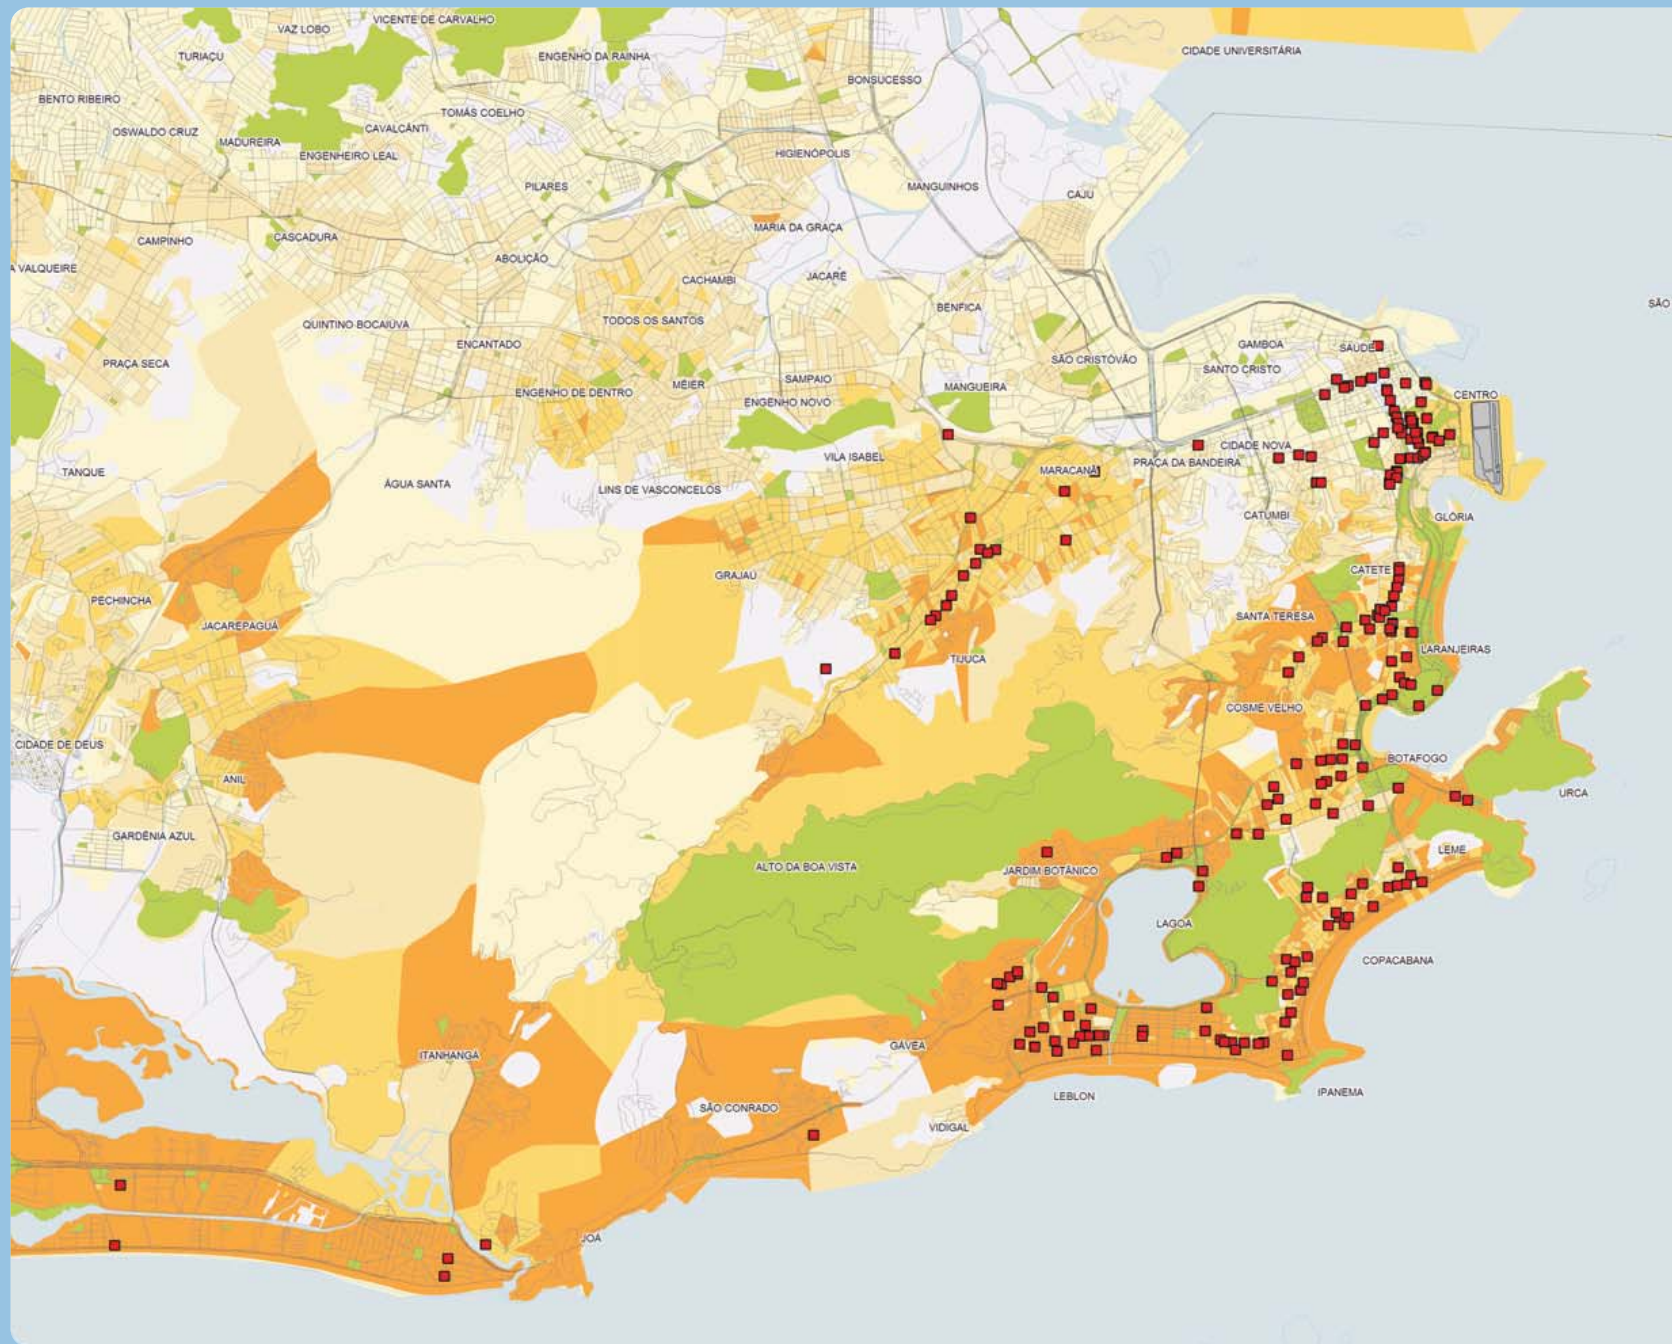 VICENTE DE CARVALHO
VAZ LOBO
CIDADE UNIVERSITÁRIA
TURIAÇU
ENGENHO DA RAINHA
BONSUCESSO
BENTO RIBEIRO
TOMÁS COELHO
CAVALCÂNTI
OSWALDO CRUZ
MADUREIRA
ENGENHEIRO LEAL
HIGIENÓPOLIS
PILARES
MANGUINHOS
CAJU
MARIA DA GRAÇA
CASCADURA
CAMPINHO
ABOLIÇÃO
A VALQUEIRE
CACHAMBI
JACARÉ
SÃO
BENFICA
QUINTINO BOCAIÚVA
TODOS OS SANTOS
ENCANTADO
GAMBOA
SAÚDE
SÃO CRISTÓVÃO
PRAÇA SECA
SANTO CRISTO
SAMPAIO
MÉIER
MANGUEIRA
ENGENHO DE DENTRO
CENTRO
ENGENHO NOVO
CIDADE NOVA
VILA ISABEL
PRAÇA DA BANDEIRA
MARACANÃ
TANQUE
ÁGUA SANTA
LINS DE VASCONCELOS
CATUMBI
GLÓRIA
CATETE
GRAJAÚ
PECHINCHA
SANTA TERESA
JACAREPAGUÁ
LARANJEIRAS
TIJUCA
COSME VELHO
CIDADE DE DEUS
BOTAFOGO
ANIL
URCA
GARDÊNIA AZUL
LEME
ALTO DA BOA VISTA
JARDIM BOTÂNICO
LAGOA
COPACABANA
GÁVEA
ITANHANGÁ
IPANEMA
LEBLON
SÃO CONRADO
VIDIGAL
JOÁ